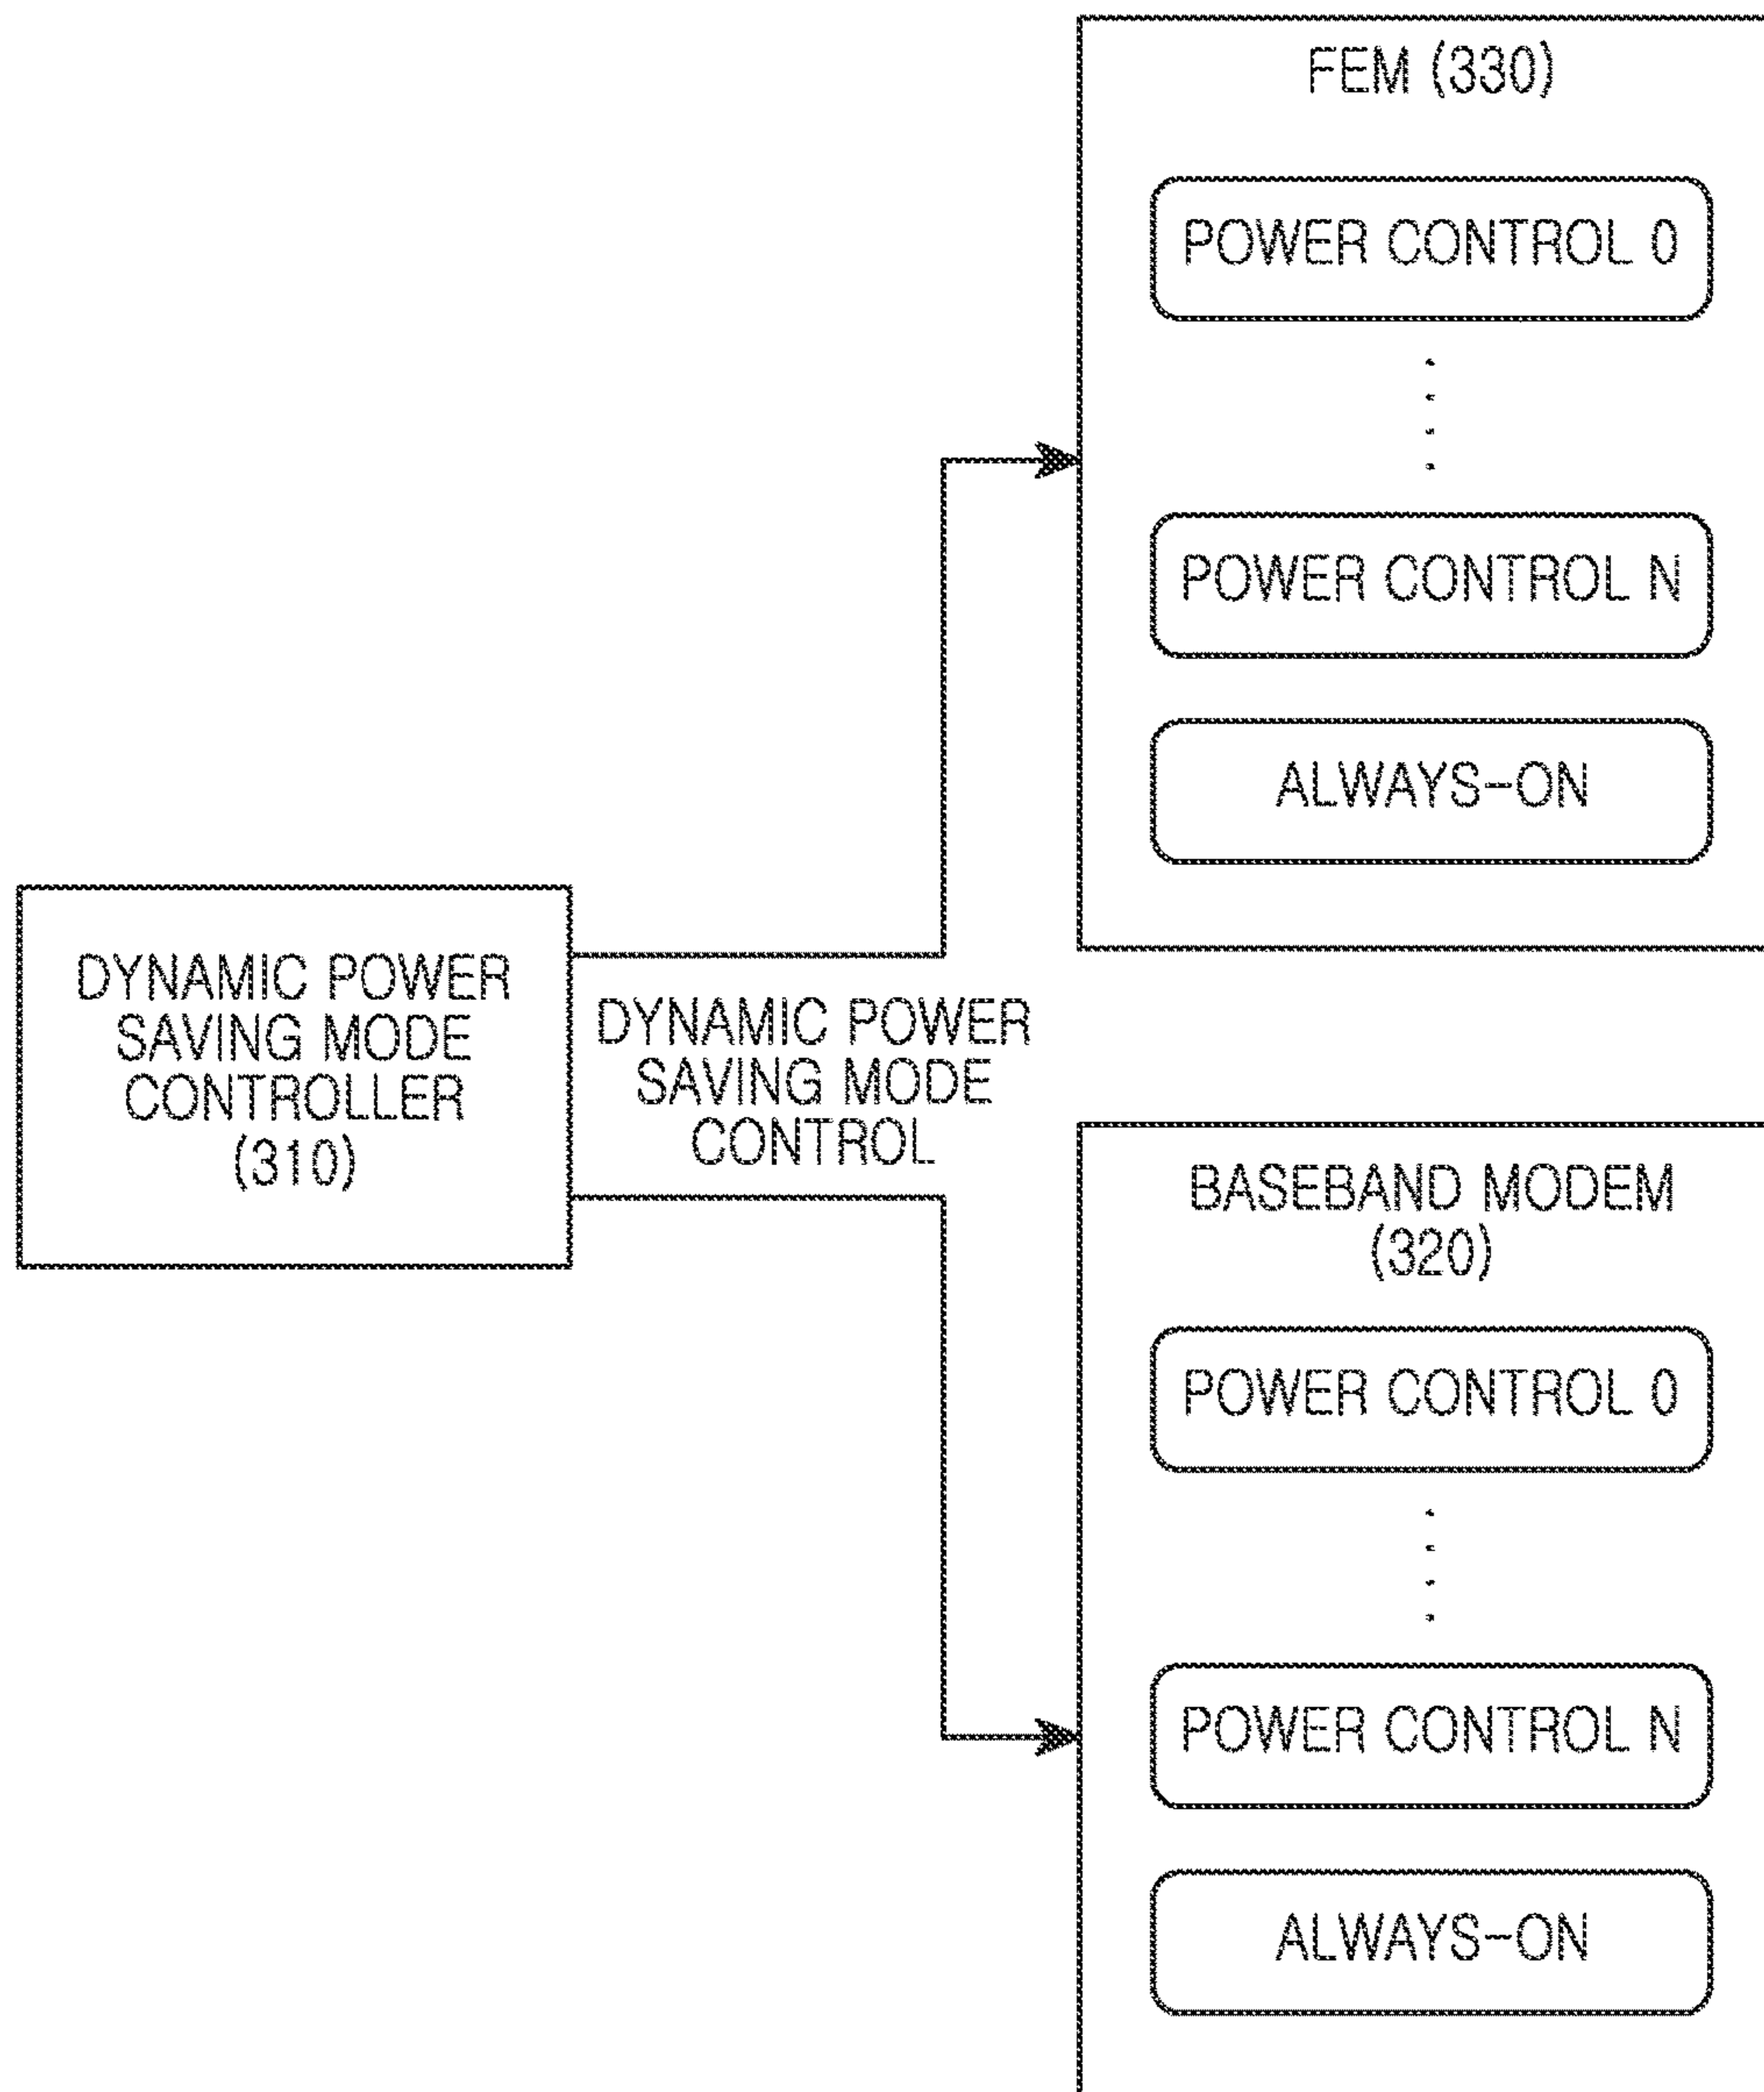 FEM (330)
POWER CONTROL 0
POWER CONTROL N
ALWAYS-ON
DYNAMIC POWER
SAVING MODE
CONTROLLER
(310)
DYNAMIC POWER
SAVING MODE
CONTROL
BASEBAND MODEM
(320)
POWER CONTROL 0
POWER CONTROL N
ALWAYS-ON